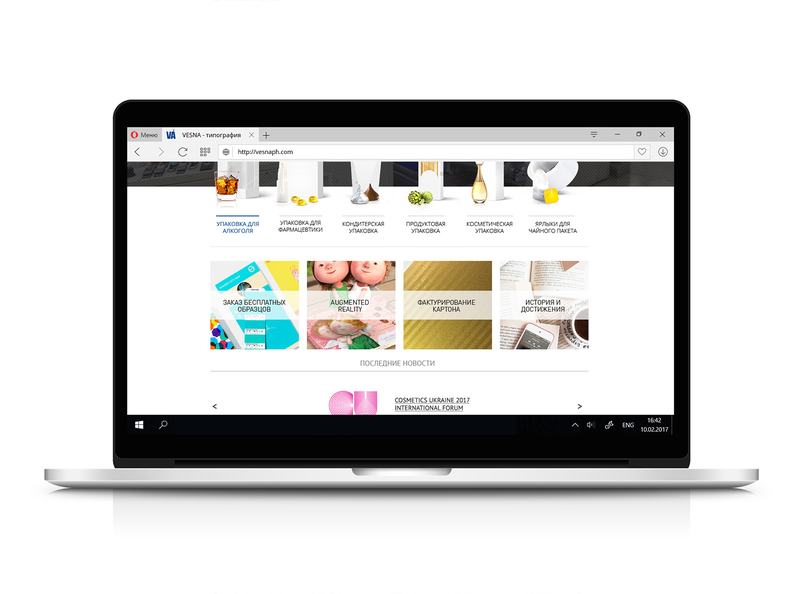 Меню
VA
VESNA - типография
http://vesnaph.com
УПАКОВКА ДЛЯ
АЛКОГОЛЯ
УПАКОВКА ДЛЯ
ФАРМАЦЕВТИКИ
КОНДИТЕРСКАЯ
УПАКОВКА
ПРОДУКТОВАЯ
УПАКОВКА
КОСМЕТИЧЕСКАЯ
УПАКОВКА
ЯРЛЫКИ ДЛЯ
ЧАЙНОГО ПАКЕТА
ЗАКАЗ БЕСПЛАТНЫХ
ОБРАЗЦОВ
AUGMENTED
REALITY
ФАКТУРИРОВАНИЕ
КАРТОНА
ИСТОРИЯ И
ДОСТИЖЕНИЯ
ПОСЛЕДНИЕ НОВОСТИ
CU
COSMETICS UKRAINE 2017
INTERNATIONAL FORUM
ENG
16:42
10.02.2017